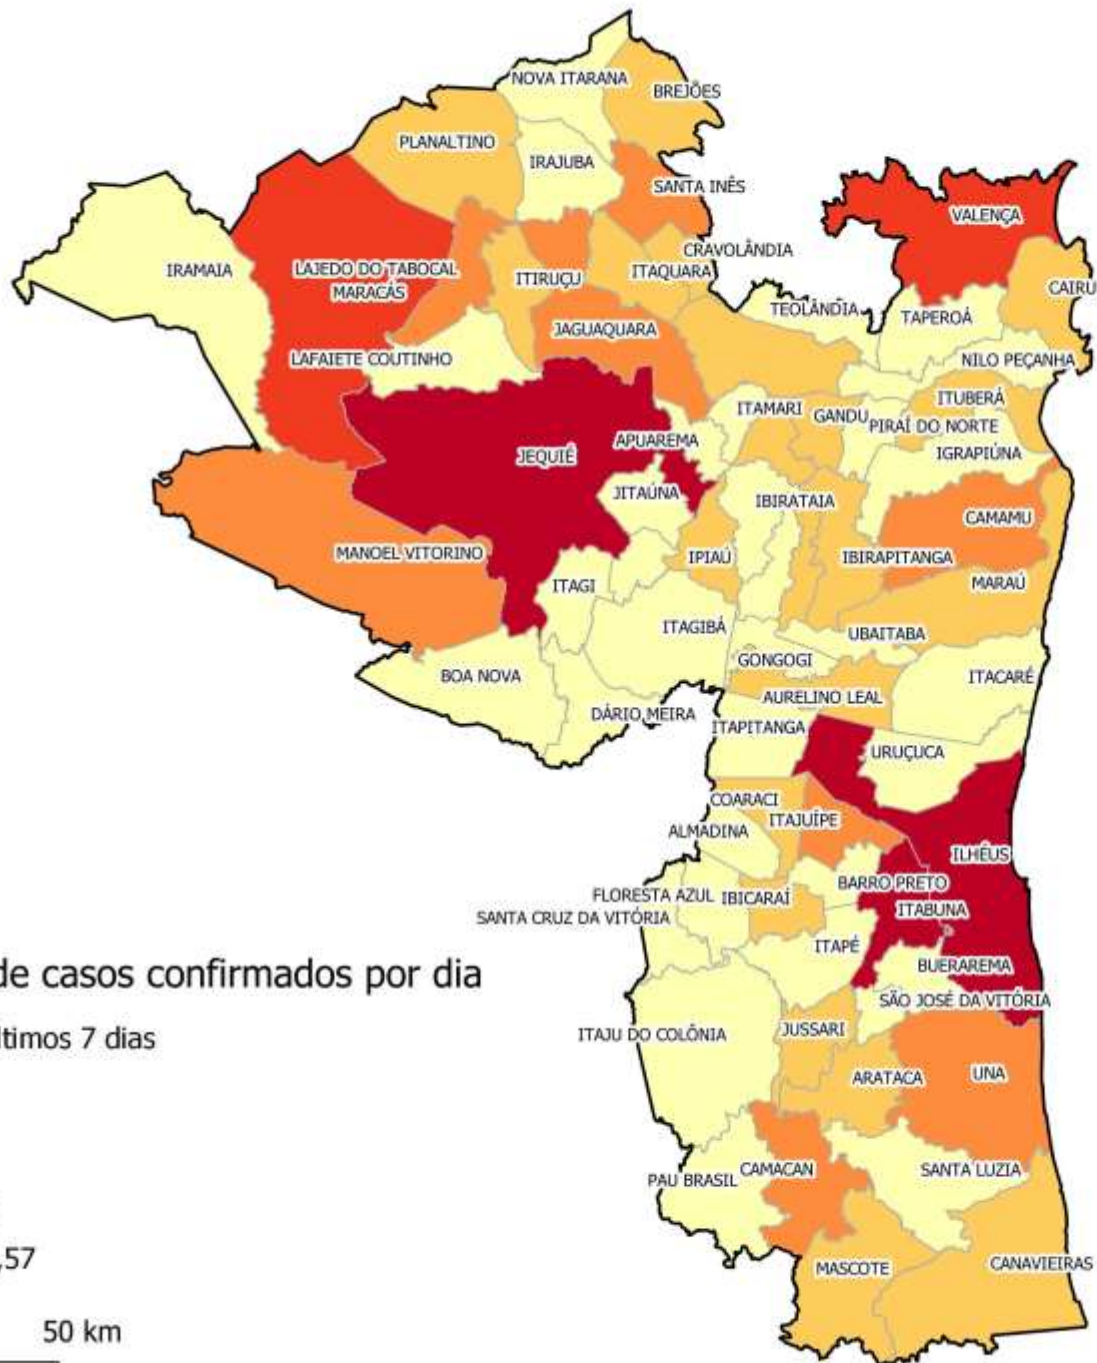 NOVA ITARANA
BREJÕES
PLANALTINO
IRAJUBA
SANTA INÊS
VALENÇA
CRAVOLÂNDIA
IRAMAIA
LAJEDO DO TABOCAL
ITIRUÇU
ITAQUARA
MARACÁS
CAIRU
TEOLÂNDIA
TAPEROÁ
JAGUAQUARA
LAFAIETE COUTINHO
NILO PEÇANHA
ITUBERÁ
ITAMARI
GANDU
PIRAÍ DO NORTE
APUAREMA
IGRAPIÚNA
JEQUIÉ
JITAÚNA
IBIRATAIA
CAMAMU
MANOEL VITORINO
IPIAÚ
IBIRAPITANGA
ITAGI
MARAÚ
ITAGIBÁ
UBAITABA
GONGOGI
BOA NOVA
ITACARÉ
AURELINO LEAL
DÁRIO MEIRA
ITAPITANGA
URUÇUCA
COARACI
ITAJUÍPE
ALMADINA
ILHÉUS
BARRO PRETO
FLORESTA AZUL
IBICARAÍ
ITABUNA
SANTA CRUZ DA VITÓRIA
ITAPÉ
BUERAREMA
de casos confirmados por dia
SÃO JOSÉ DA VITÓRIA
JUSSARI
ITAJU DO COLÔNIA
ltimos 7 dias
ARATACA
UNA
CAMACAN
SANTA LUZIA
PAU BRASIL
,57
MASCOTE
CANAVIEIRAS
50 km